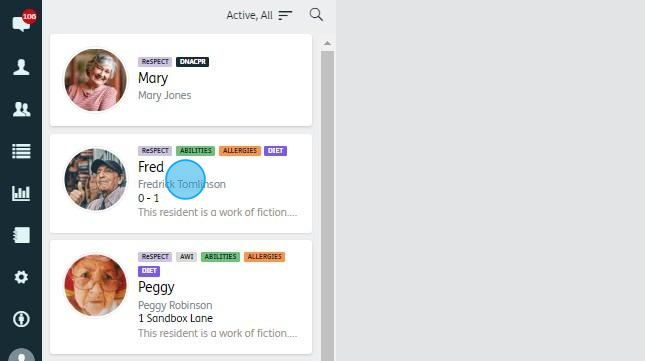 106
Active, All
ReSPECT DNACPR
Mary
Mary Jones
ReSPECT ABILITIES ALLERGIES DIET
Fred
Fredrick Tomlinson
0 - 1
This resident is a work of fiction....
ReSPECT AWI ABILITIES ALLERGIES
DIET
Peggy
Peggy Robinson
1 Sandbox Lane
This resident is a work of fiction....